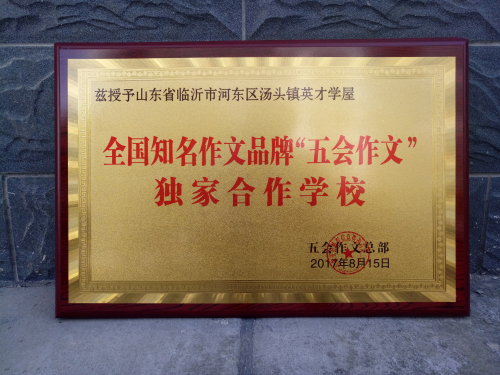 兹授予山东省临沂市河东区汤头镇英才学屋
全国知名作文品牌“五会作文”
独家合作学校
五会作文总部
2017年8月15日